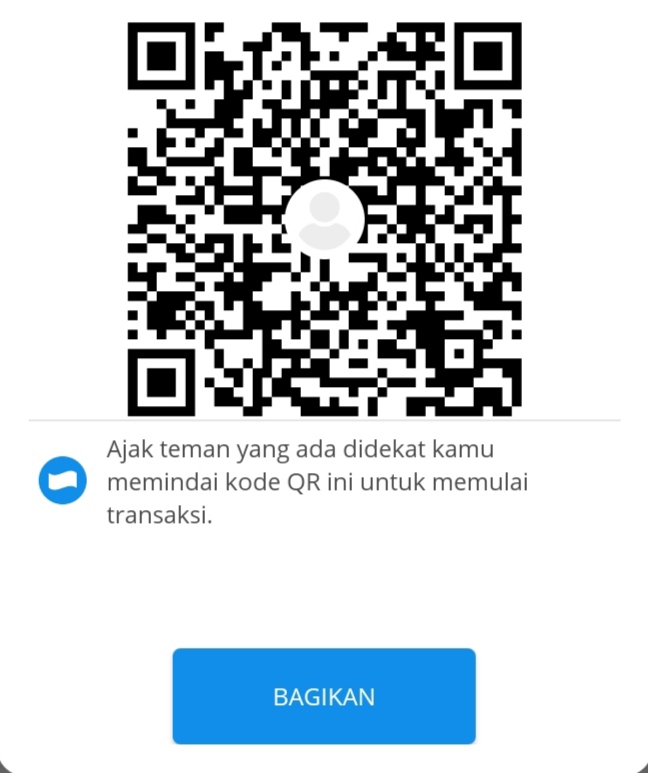 Ajak teman yang ada didekat kamu
memindai kode QR ini untuk memulai
transaksi.
BAGIKAN